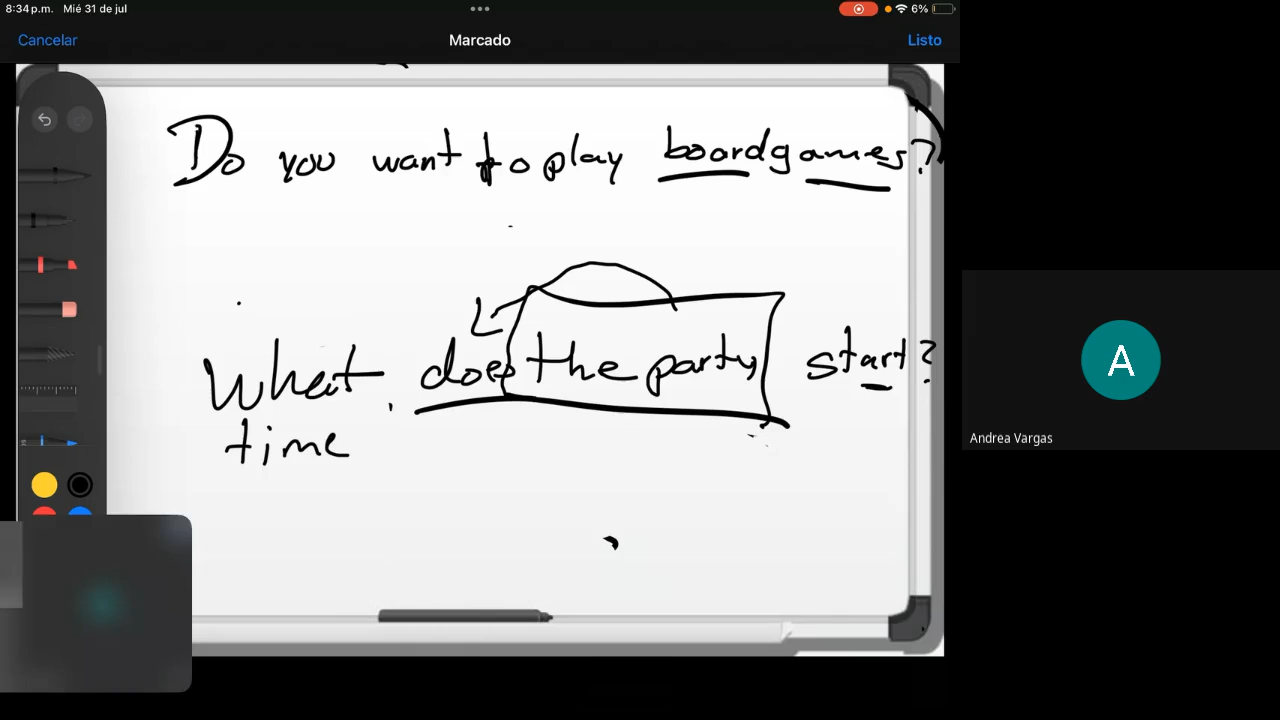 8:34 p.m. Mié 31 de jul
6%
Cancelar
Marcado
Listo
Do you want to play boardgames?
What does the party start?
time
A
Andrea Vargas